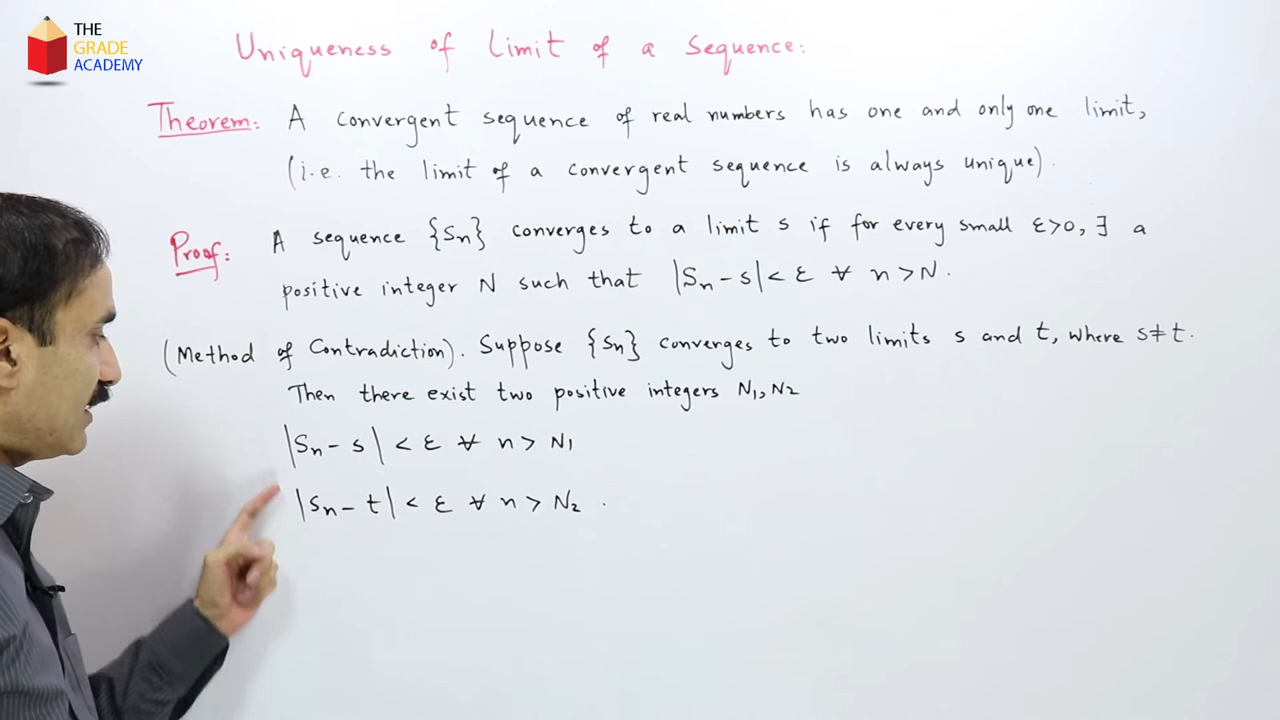 THE
GRADE
ACADEMY
Uniqueness of Limit of a Sequence:
Theorem: A convergent sequence of real numbers has one and only one limit,
(i.e. the limit of a convergent sequence is always unique).
Proof: A sequence {Sn} converges to a limit s if for every small ε>0, ∃ a
positive integer N such that |Sn - s| < ε ∀ n > N.
(Method of Contradiction). Suppose {Sn} converges to two limits s and t, where s≠t.
Then there exist two positive integers N₁, N₂
|Sn - s| < ε ∀ n > N₁
|Sn - t| < ε ∀ n > N₂ .